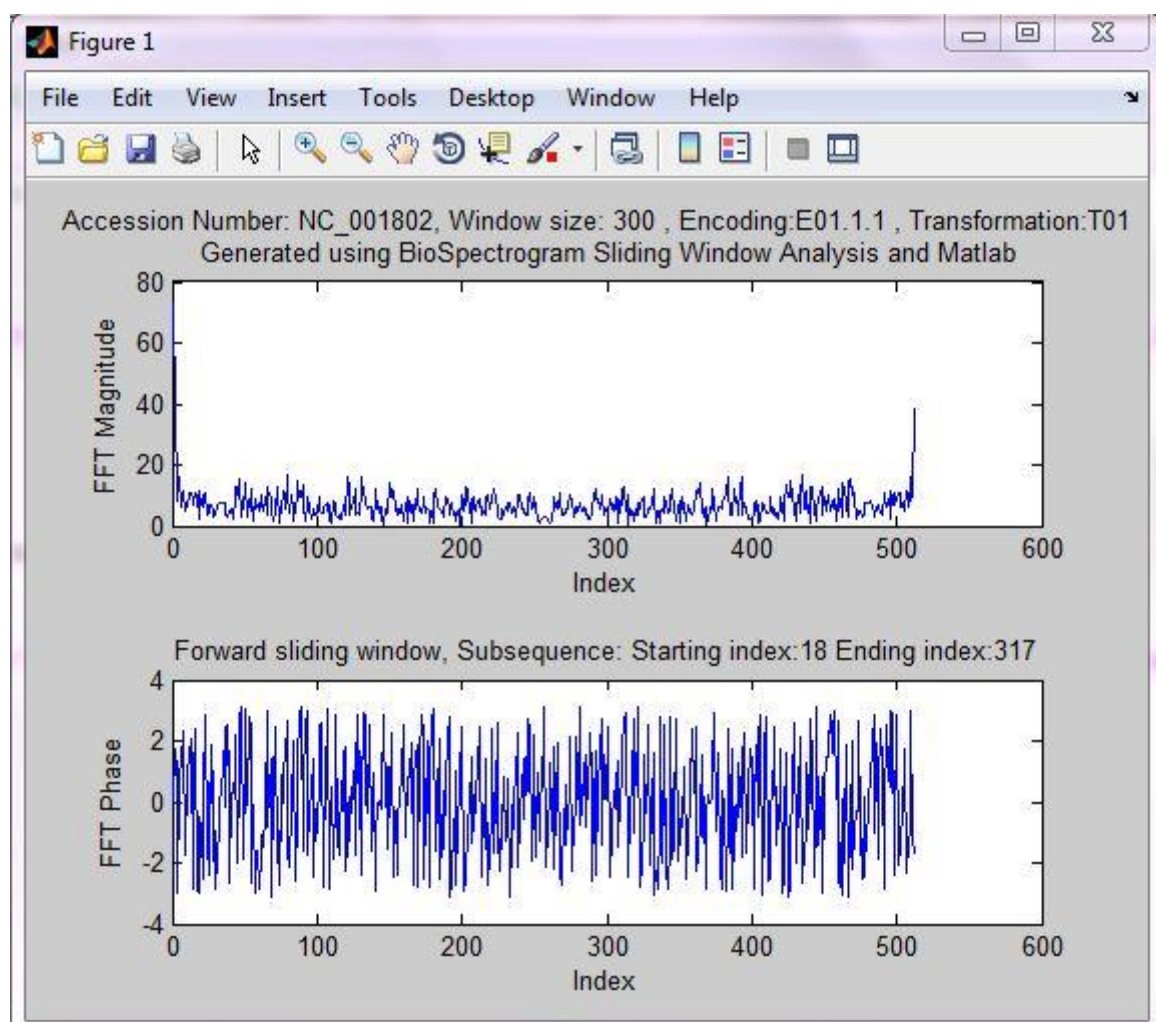 Figure 1
File Edit View Insert Tools Desktop Window Help
Accession Number: NC_001802, Window size: 300 , Encoding:E01.1.1 , Transformation:T01
Generated using BioSpectrogram Sliding Window Analysis and Matlab
FFT Magnitude
80
60
40
20
0
0 100 200 300 400 500 600
Index
Forward sliding window, Subsequence: Starting index:18 Ending index:317
FFT Phase
4
2
0
-2
-4
0 100 200 300 400 500 600
Index